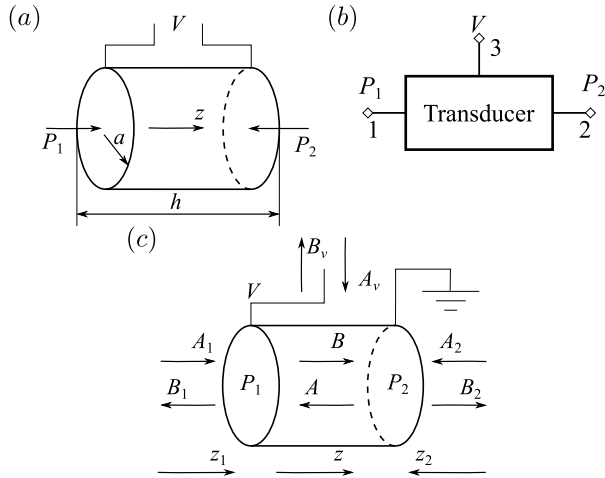 (a)
V
z
P₁
a
P₂
h
(b)
V
3
P₁
P₂
Transducer
1
2
(c)
Bᵥ
Aᵥ
V
A₁
B
A₂
P₁
P₂
B₁
A
B₂
z₁
z
z₂